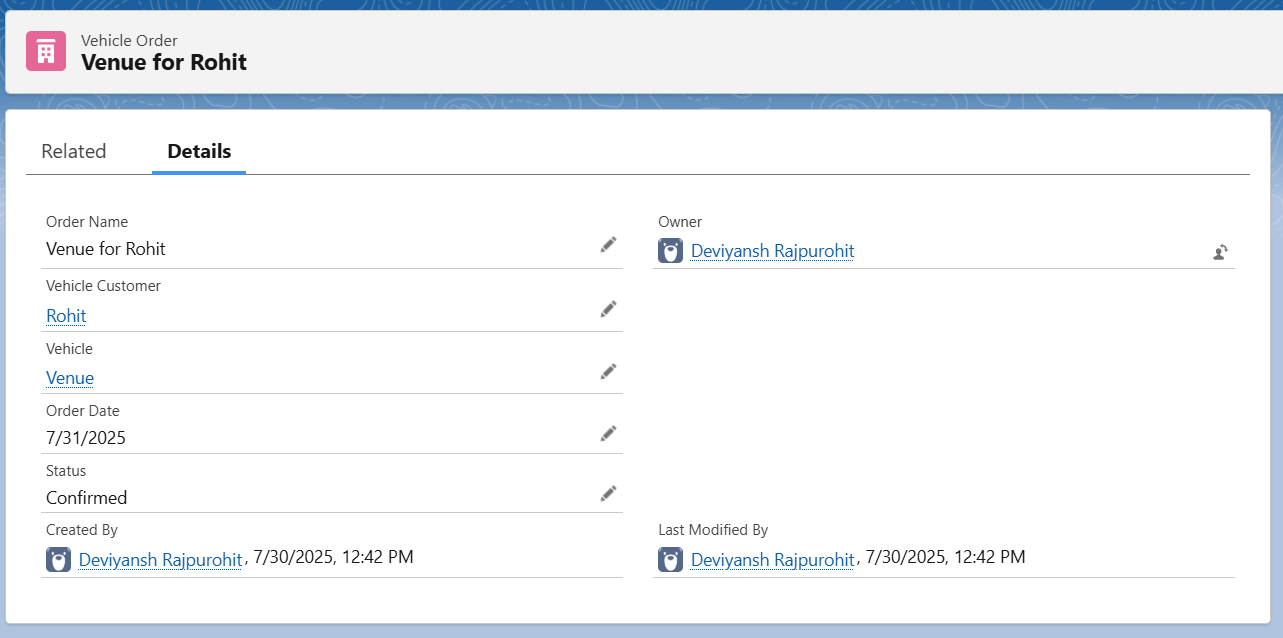 Vehicle Order
Venue for Rohit
Related Details
Order Name
Venue for Rohit
Owner
Deviyansh Rajpurohit
Vehicle Customer
Rohit
Vehicle
Venue
Order Date
7/31/2025
Status
Confirmed
Created By
Deviyansh Rajpurohit, 7/30/2025, 12:42 PM
Last Modified By
Deviyansh Rajpurohit, 7/30/2025, 12:42 PM